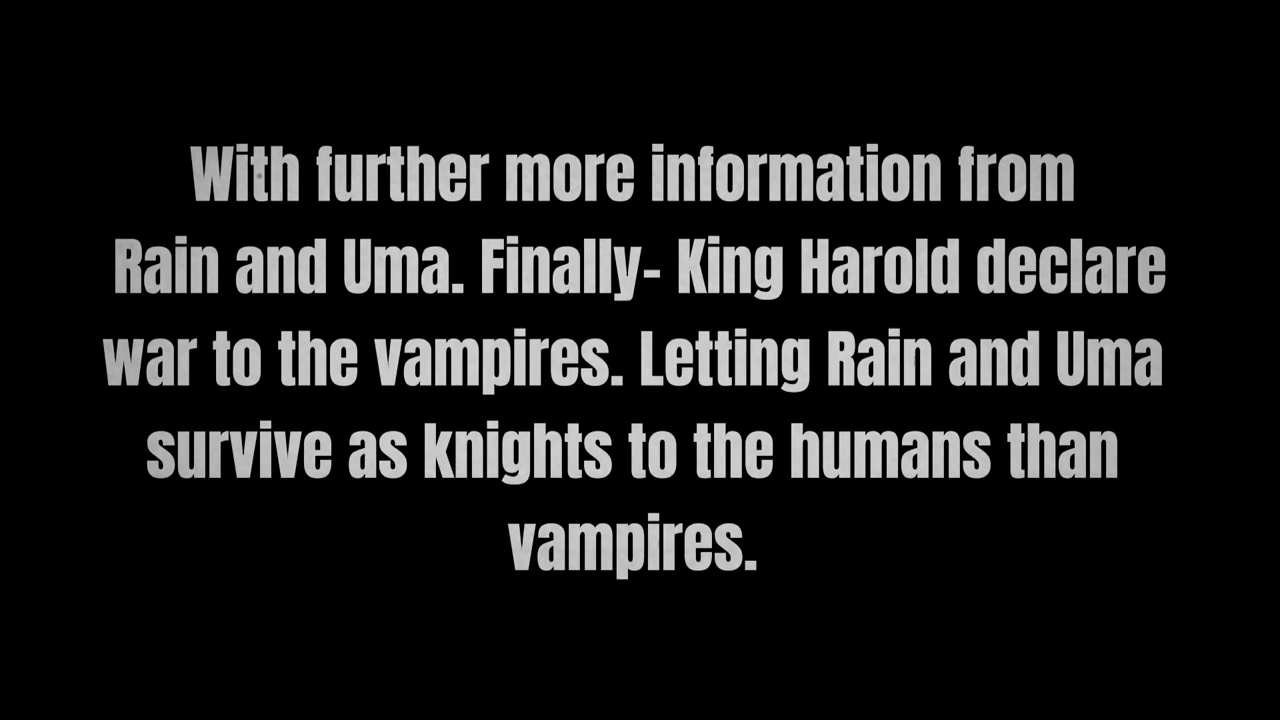 With further more information from
Rain and Uma. Finally- King Harold declare
war to the vampires. Letting Rain and Uma
survive as knights to the humans than
vampires.